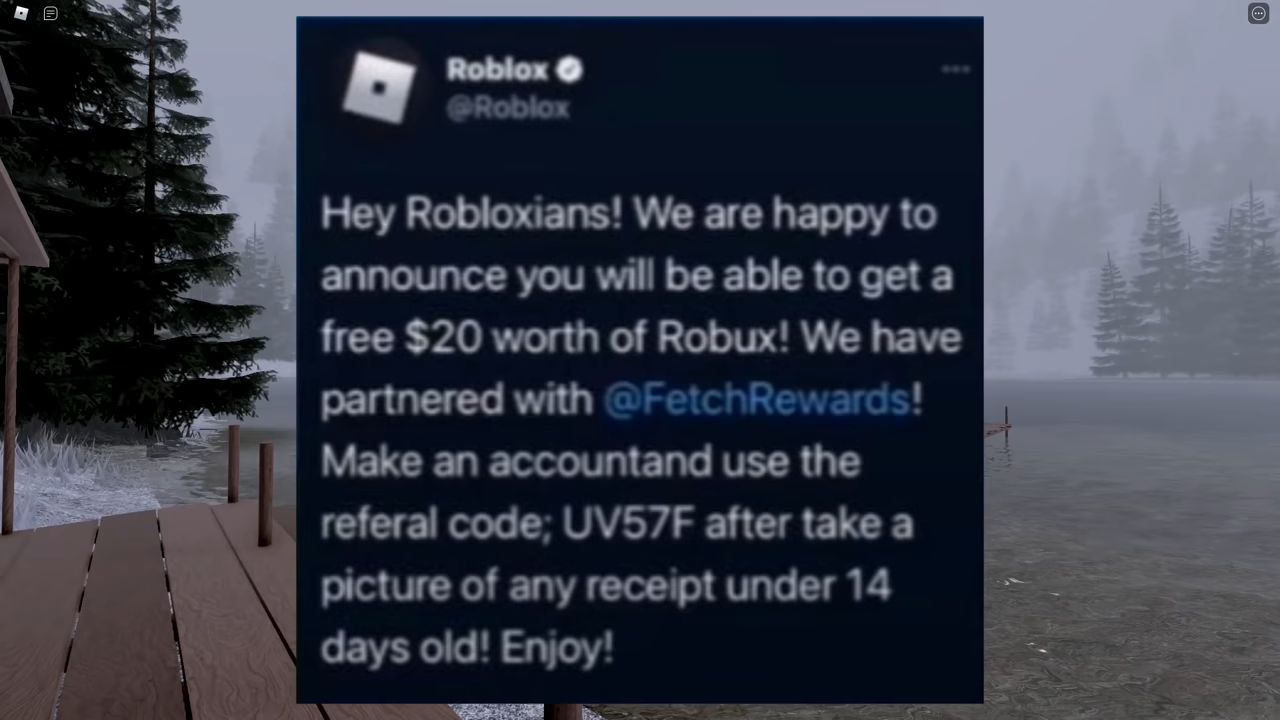 Roblox
@Roblox
Hey Robloxians! We are happy to
announce you will be able to get a
free $20 worth of Robux! We have
partnered with @FetchRewards!
Make an accountand use the
referal code; UV57F after take a
picture of any receipt under 14
days old! Enjoy!